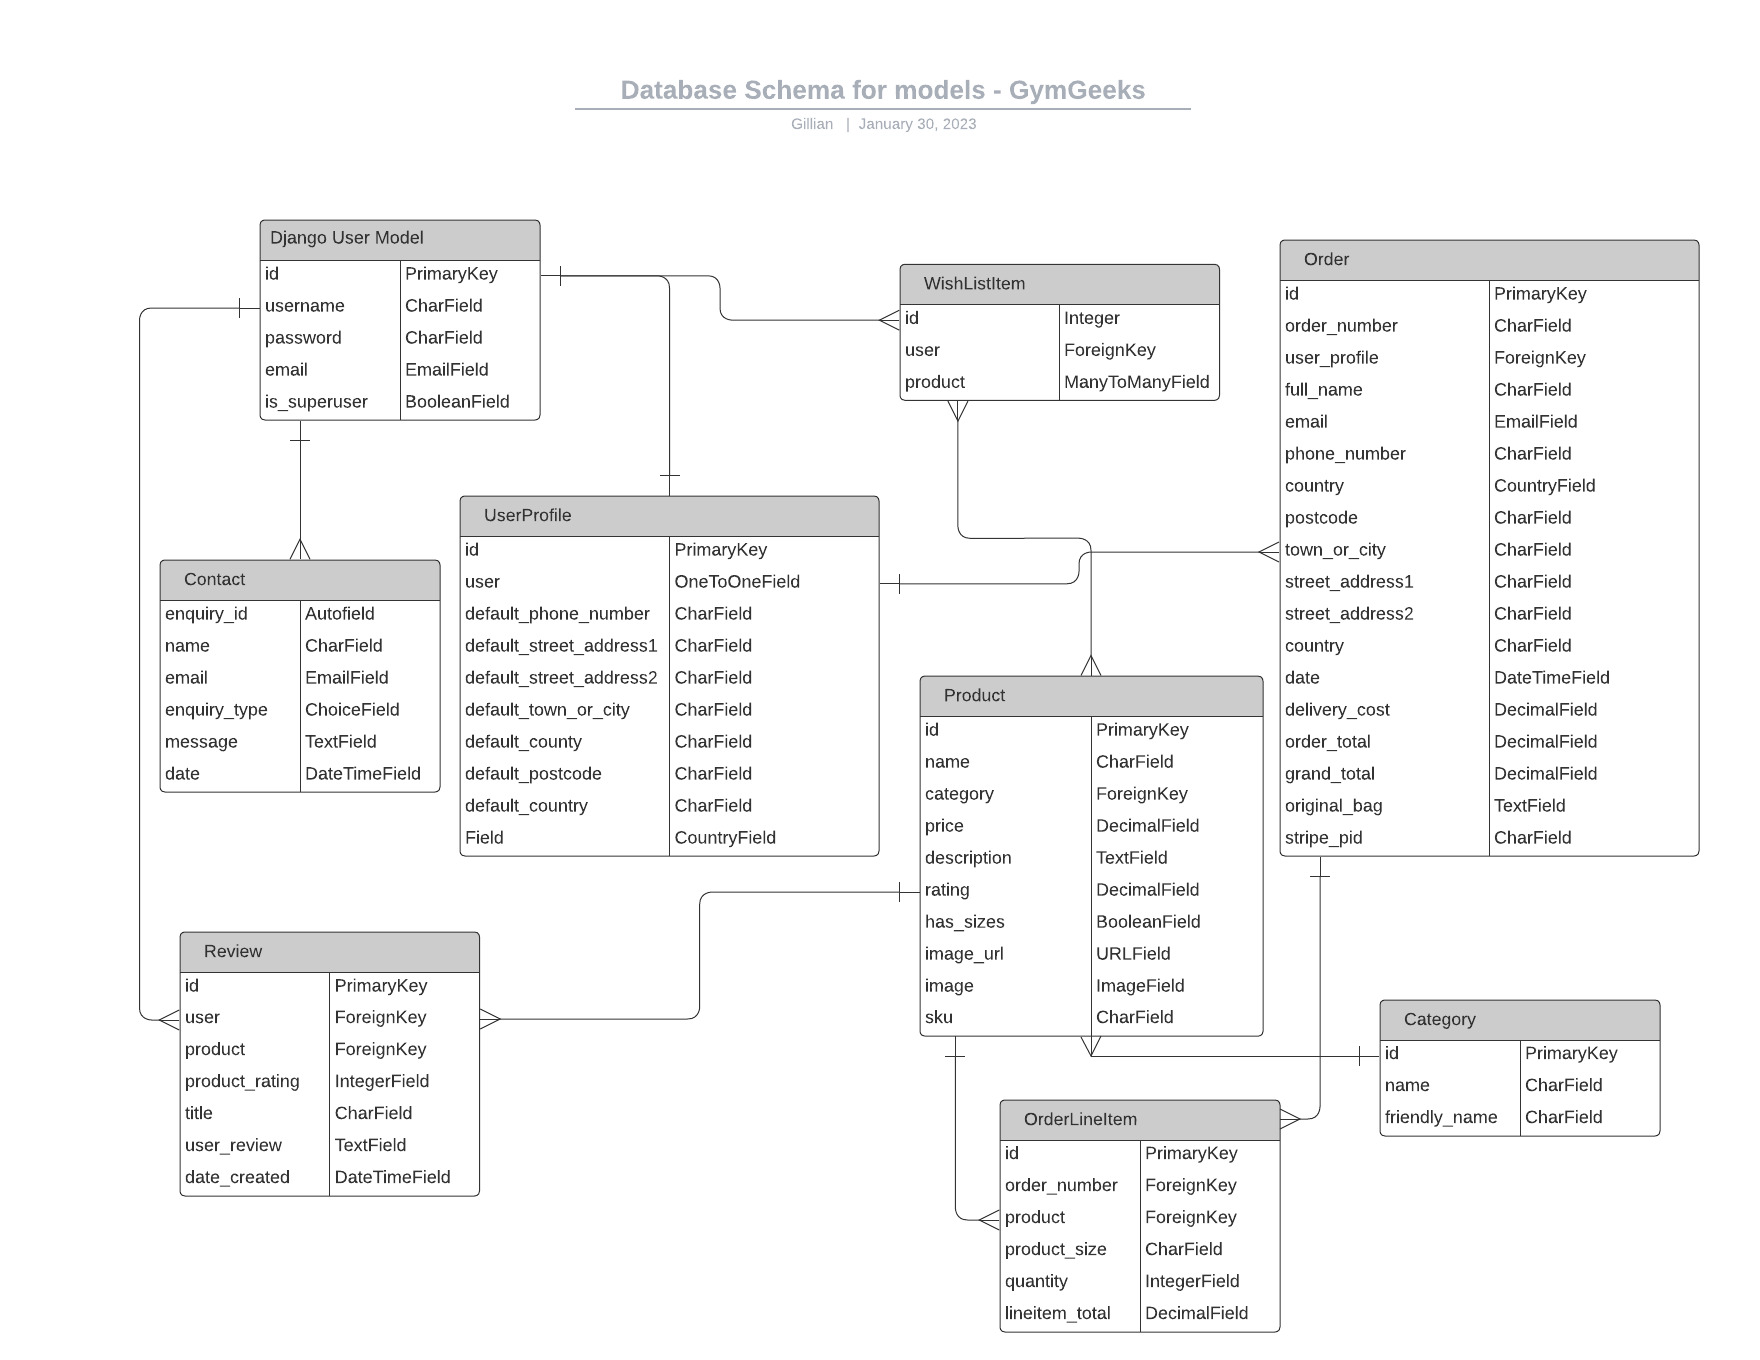 Database Schema for models - GymGeeks
Gillian | January 30, 2023
Django User Model
id PrimaryKey
username CharField
password CharField
email EmailField
is_superuser BooleanField
WishListItem
id Integer
user ForeignKey
product ManyToManyField
Order
id PrimaryKey
order_number CharField
user_profile ForeignKey
full_name CharField
email EmailField
phone_number CharField
country CountryField
postcode CharField
town_or_city CharField
street_address1 CharField
street_address2 CharField
country CharField
date DateTimeField
delivery_cost DecimalField
order_total DecimalField
grand_total DecimalField
original_bag TextField
stripe_pid CharField
UserProfile
id PrimaryKey
user OneToOneField
default_phone_number CharField
default_street_address1 CharField
default_street_address2 CharField
default_town_or_city CharField
default_county CharField
default_postcode CharField
default_country CharField
Field CountryField
Contact
enquiry_id Autofield
name CharField
email EmailField
enquiry_type ChoiceField
message TextField
date DateTimeField
Product
id PrimaryKey
name CharField
category ForeignKey
price DecimalField
description TextField
rating DecimalField
has_sizes BooleanField
image_url URLField
image ImageField
sku CharField
Review
id PrimaryKey
user ForeignKey
product ForeignKey
product_rating IntegerField
title CharField
user_review TextField
date_created DateTimeField
Category
id PrimaryKey
name CharField
friendly_name CharField
OrderLineItem
id PrimaryKey
order_number ForeignKey
product ForeignKey
product_size CharField
quantity IntegerField
lineitem_total DecimalField